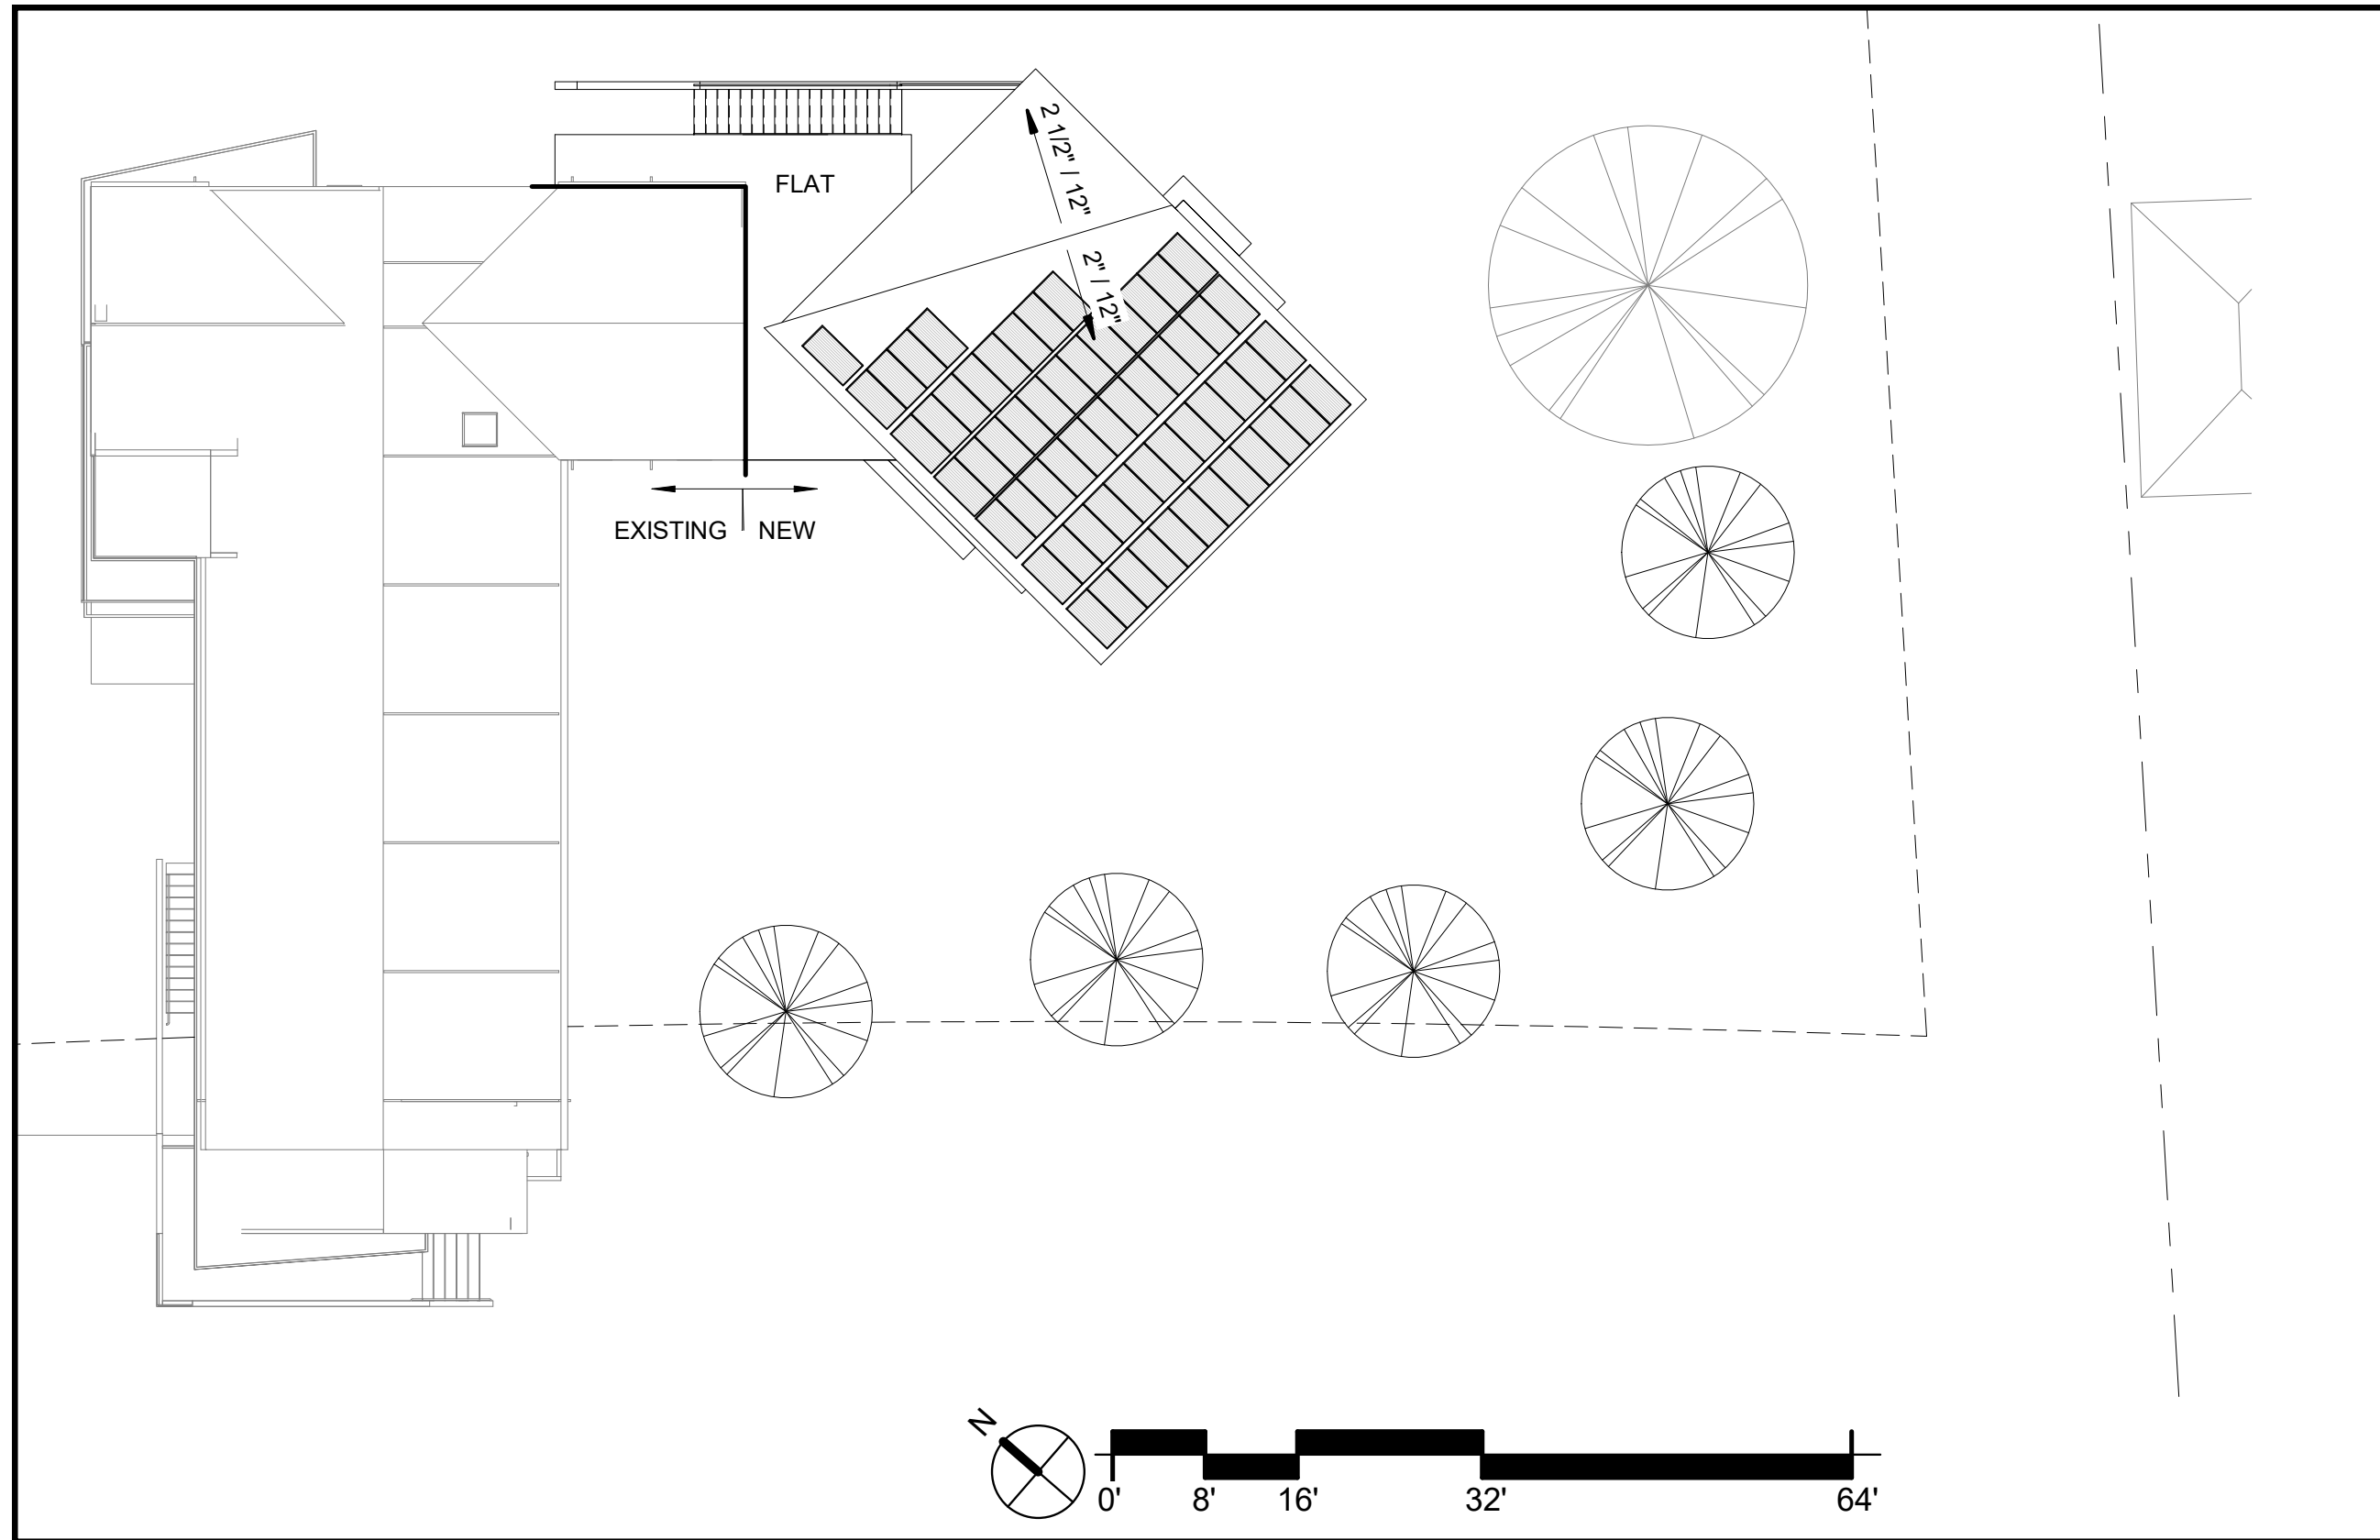 FLAT
2 1/2" / 12"
2" / 12"
EXISTING
NEW
N
0' 8' 16' 32' 64'